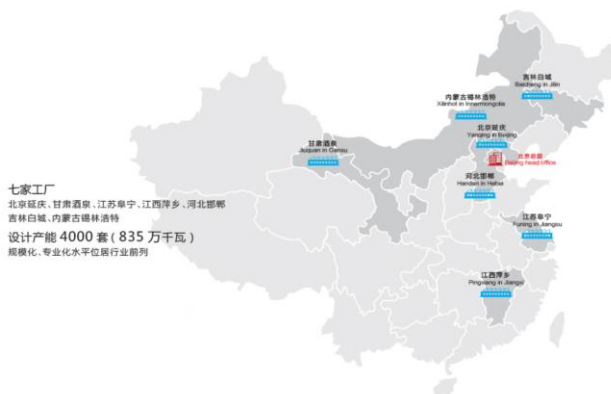 吉林白城
Baicheng in Jilin
内蒙古锡林浩特
Xilinhot in Innermongolia
北京延庆
Yanqing in Beijing
北京总部
Beijing head office
甘肃酒泉
Jiuquan in Gansu
河北邯郸
Handan in Hebei
七家工厂
北京延庆、甘肃酒泉、江苏阜宁、江西萍乡、河北邯郸
吉林白城、内蒙古锡林浩特
江苏阜宁
Funing in Jiangsu
设计产能 4000 套（835 万千瓦）
规模化、专业化水平位居行业前列
江西萍乡
Pingxiang in Jiangxi